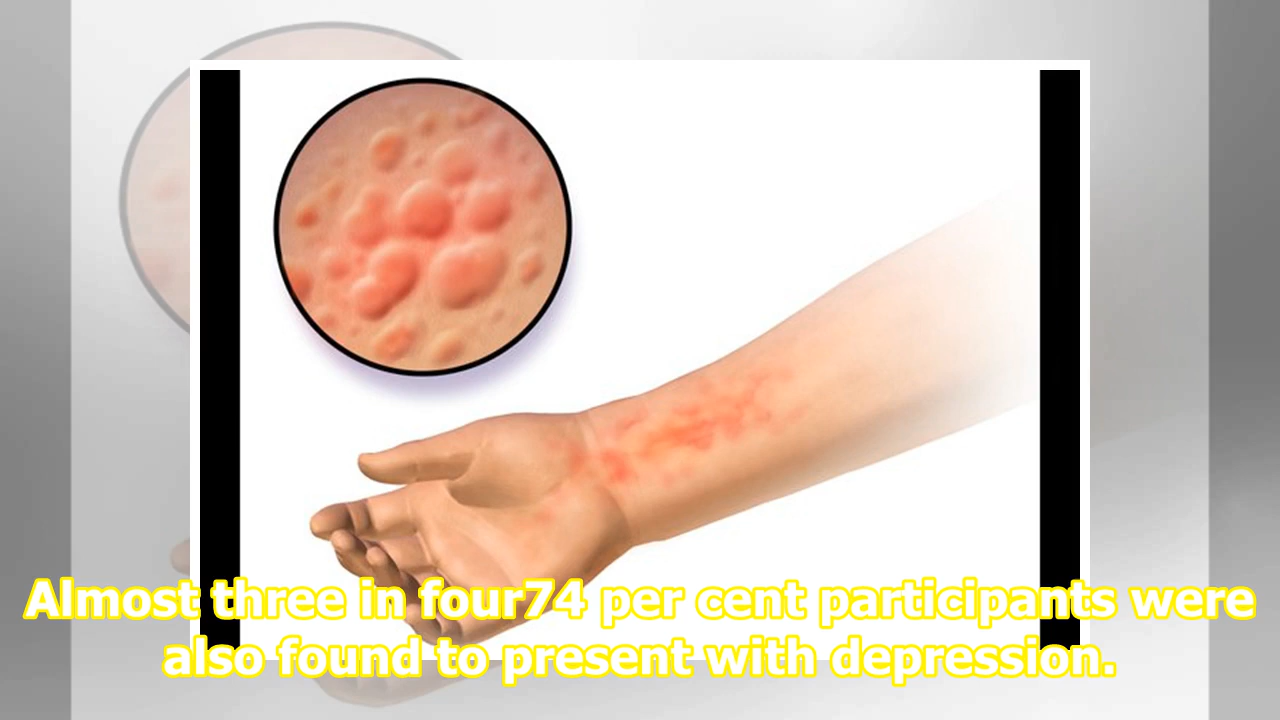 Almost three in four74 per cent participants were
also found to present with depression.